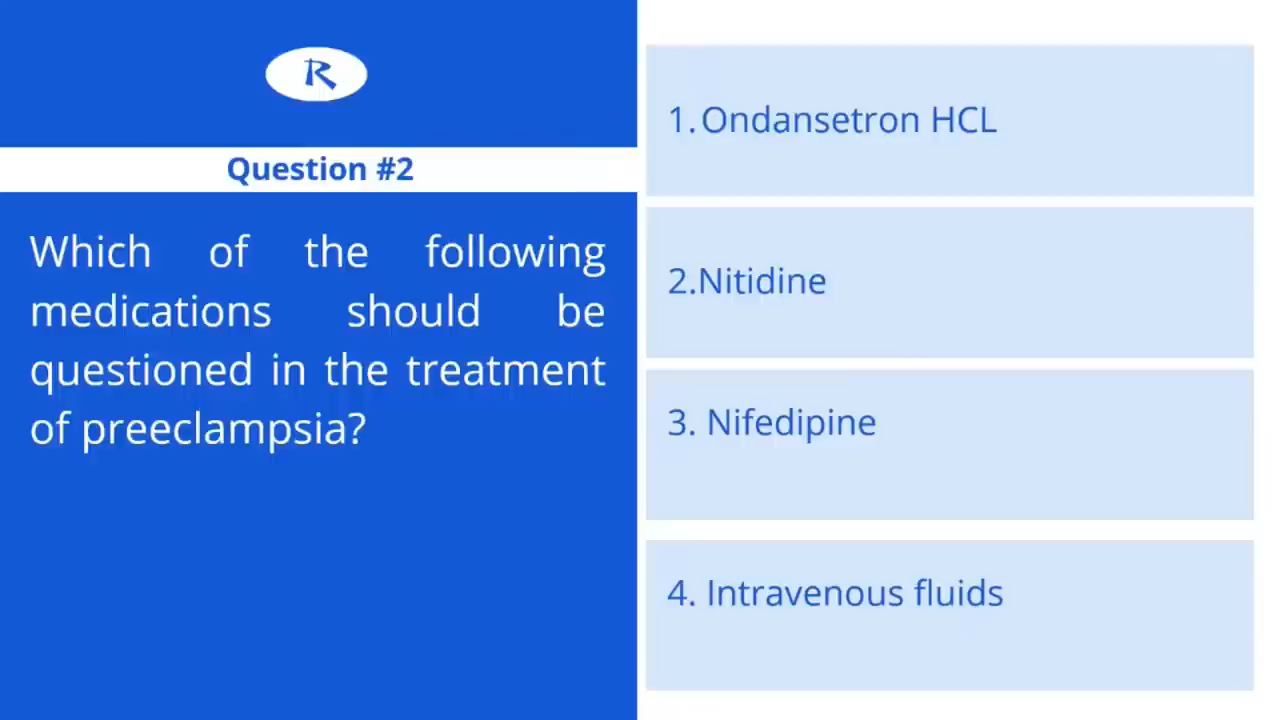 R
Question #2
Which of the following
medications should be
questioned in the treatment
of preeclampsia?
1. Ondansetron HCL
2.Nitidine
3. Nifedipine
4. Intravenous fluids